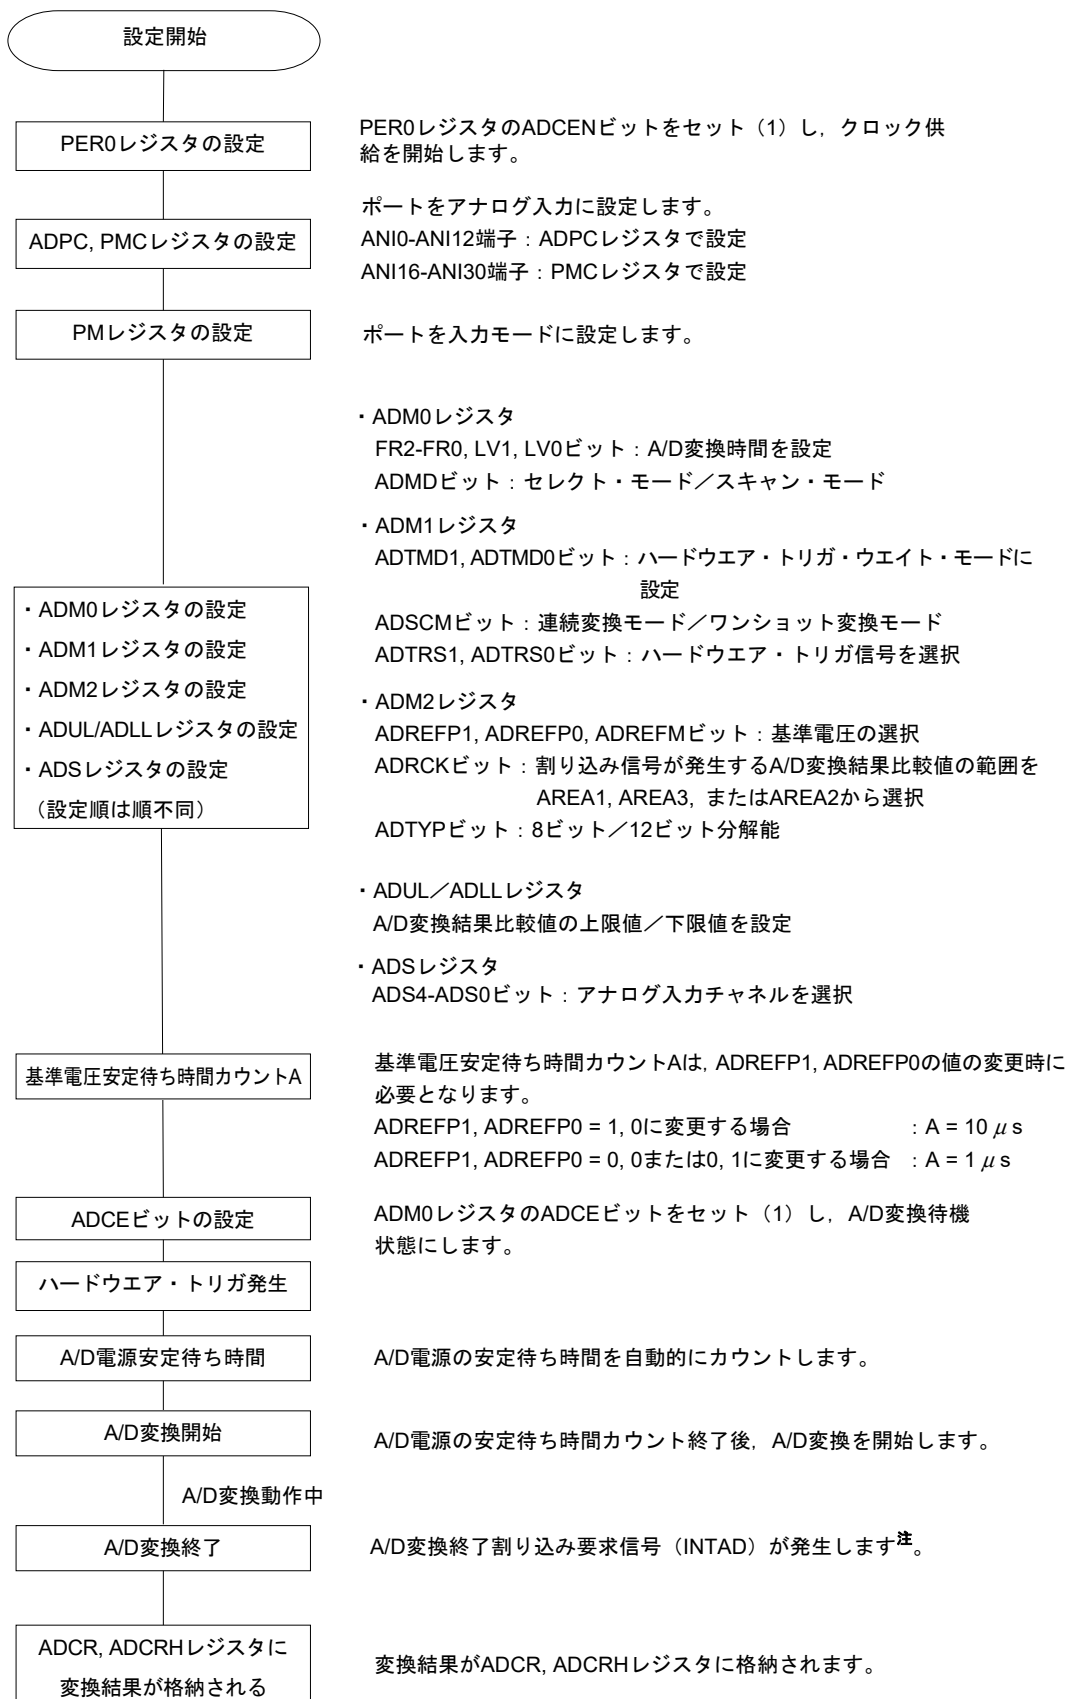 設定開始
PER0レジスタの設定
PER0レジスタのADCENビットをセット（1）し，クロック供
給を開始します。
ADPC, PMCレジスタの設定
ポートをアナログ入力に設定します。
ANI0-ANI12端子：ADPCレジスタで設定
ANI16-ANI30端子：PMCレジスタで設定
PMレジスタの設定
ポートを入力モードに設定します。
・ADM0レジスタの設定
・ADM1レジスタの設定
・ADM2レジスタの設定
・ADUL/ADLLレジスタの設定
・ADSレジスタの設定
（設定順は順不同）
・ADM0レジスタ
FR2-FR0, LV1, LV0ビット：A/D変換時間を設定
ADMDビット：セレクト・モード／スキャン・モード
・ADM1レジスタ
ADTMD1, ADTMD0ビット：ハードウエア・トリガ・ウエイト・モードに
設定
ADSCMビット：連続変換モード／ワンショット変換モード
ADTRS1, ADTRS0ビット：ハードウエア・トリガ信号を選択
・ADM2レジスタ
ADREFP1, ADREFP0, ADREFMビット：基準電圧の選択
ADRCKビット：割り込み信号が発生するA/D変換結果比較値の範囲を
AREA1, AREA3, またはAREA2から選択
ADTYPビット：8ビット／12ビット分解能
・ADUL／ADLLレジスタ
A/D変換結果比較値の上限値／下限値を設定
・ADSレジスタ
ADS4-ADS0ビット：アナログ入力チャネルを選択
基準電圧安定待ち時間カウントA
基準電圧安定待ち時間カウントAは, ADREFP1, ADREFP0の値の変更時に
必要となります。
ADREFP1, ADREFP0 = 1, 0に変更する場合 ：A = 10 μs
ADREFP1, ADREFP0 = 0, 0または0, 1に変更する場合 ：A = 1 μs
ADCEビットの設定
ADM0レジスタのADCEビットをセット（1）し，A/D変換待機
状態にします。
ハードウエア・トリガ発生
A/D電源安定待ち時間
A/D電源の安定待ち時間を自動的にカウントします。
A/D変換開始
A/D電源の安定待ち時間カウント終了後，A/D変換を開始します。
A/D変換動作中
A/D変換終了
A/D変換終了割り込み要求信号（INTAD）が発生します注。
ADCR, ADCRHレジスタに
変換結果が格納される
変換結果がADCR, ADCRHレジスタに格納されます。